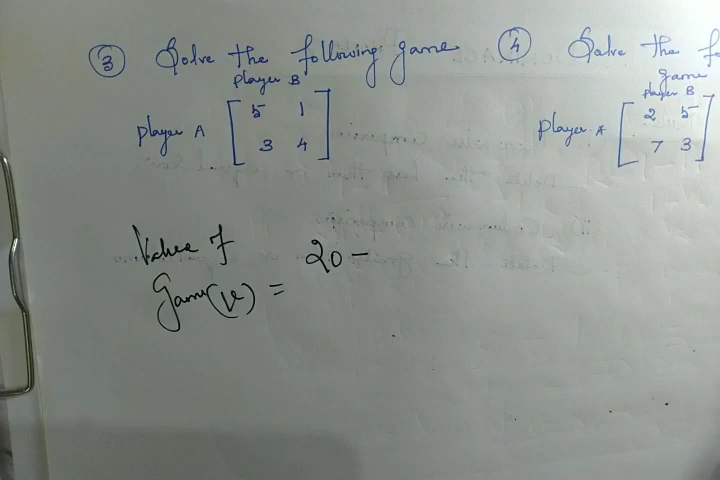 ③ Solve the following game
player B
player A [ 5 1
3 4 ]
④ Solve the
game
player B
player A [ 2 5
7 3 ]
Value of
Game(V) = 20 -